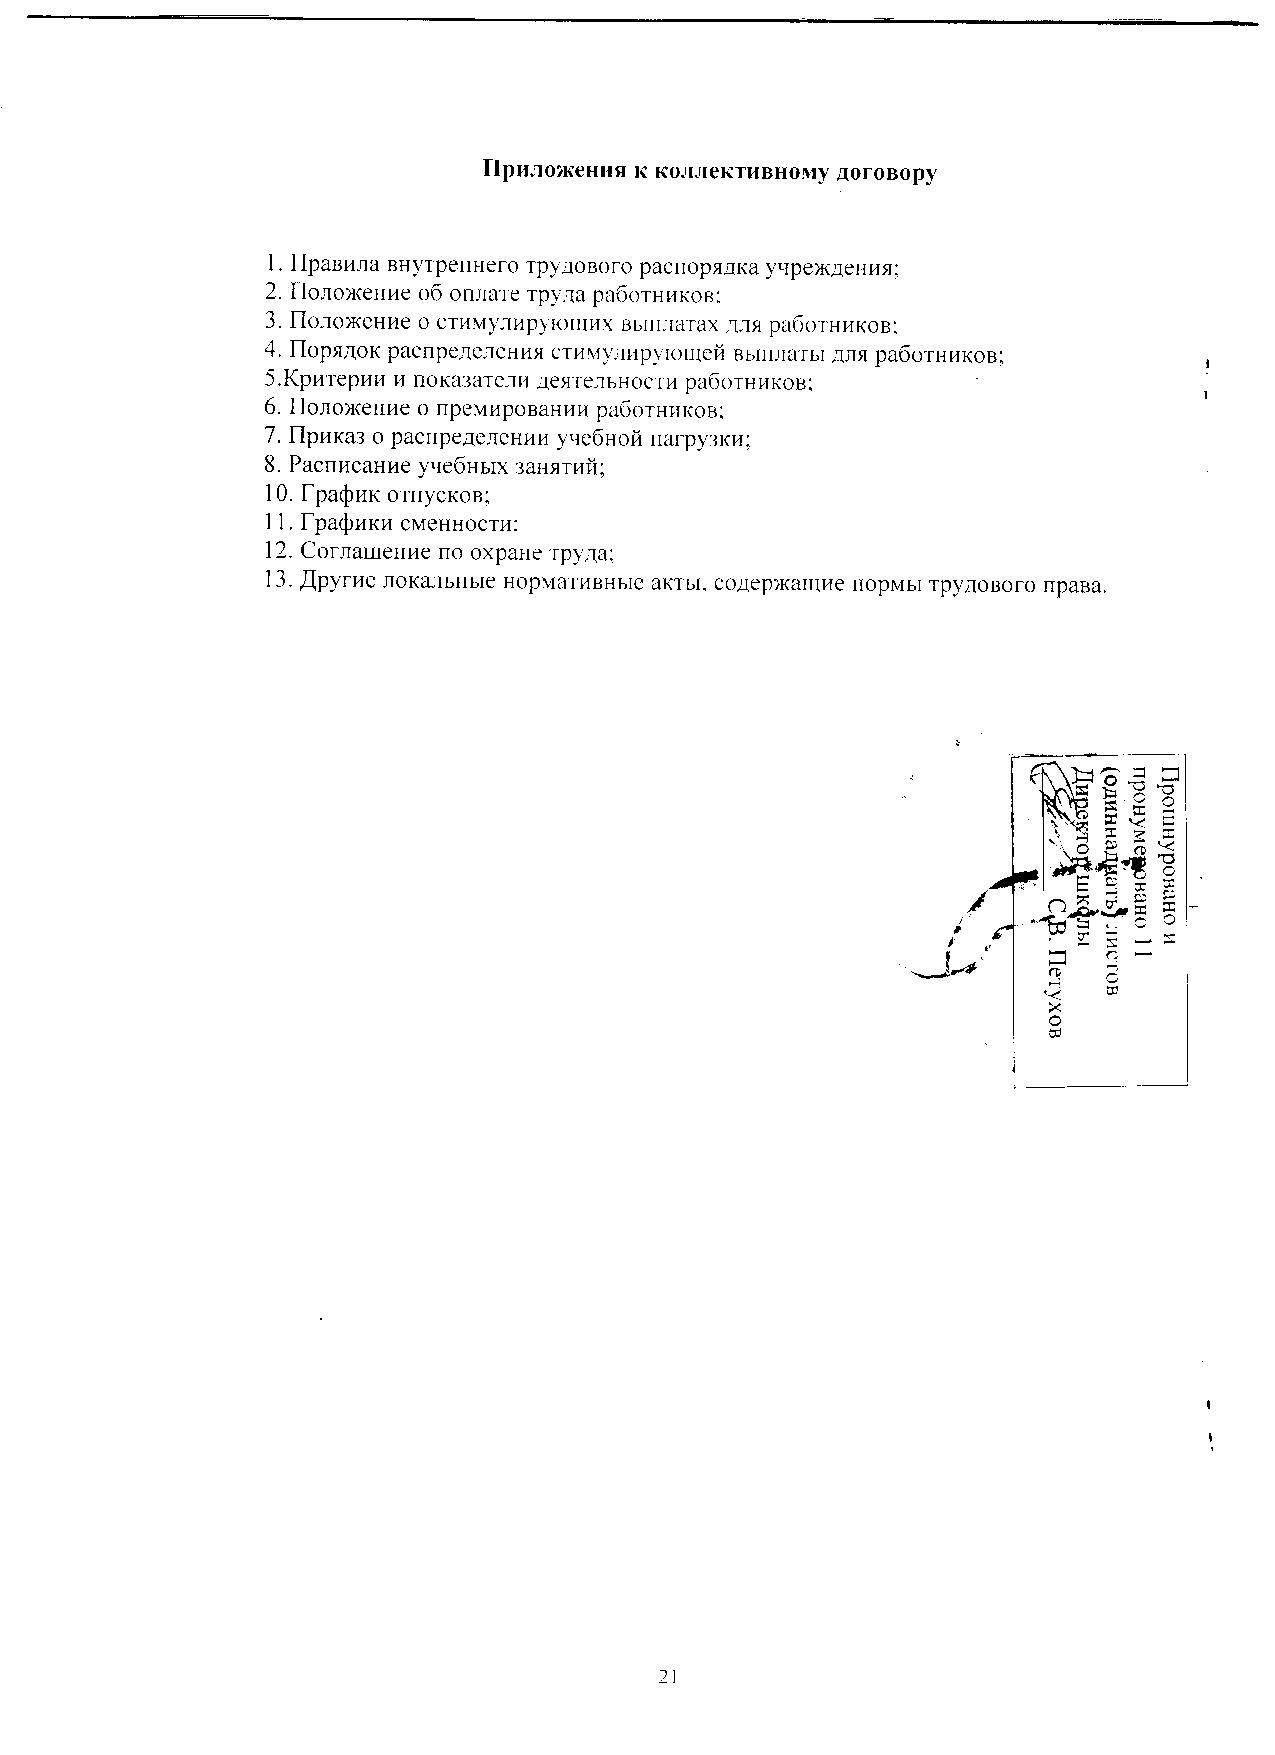 Приложения к коллективному договору
1. Правила внутреннего трудового распорядка учреждения;
2. Положение об оплате труда работников;
3. Положение о стимулирующих выплатах для работников;
4. Порядок распределения стимулирующей выплаты для работников;
5.Критерии и показатели деятельности работников;
6. Положение о премировании работников;
7. Приказ о распределении учебной нагрузки;
8. Расписание учебных занятий;
10. График отпусков;
11. Графики сменности:
12. Соглашение по охране труда;
13. Другие локальные нормативные акты, содержащие нормы трудового права.
Прошнуровано и
пронумеровано 11
(одиннадцать) листов
Директор школы
С.В. Петухов
21